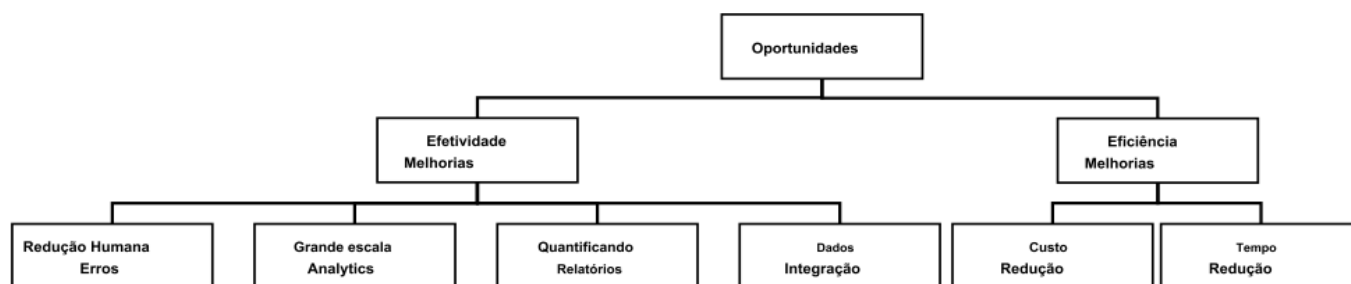 Oportunidades
Efetividade
Melhorias
Eficiência
Melhorias
Redução Humana
Erros
Grande escala
Analytics
Quantificando
Relatórios
Dados
Integração
Custo
Redução
Tempo
Redução